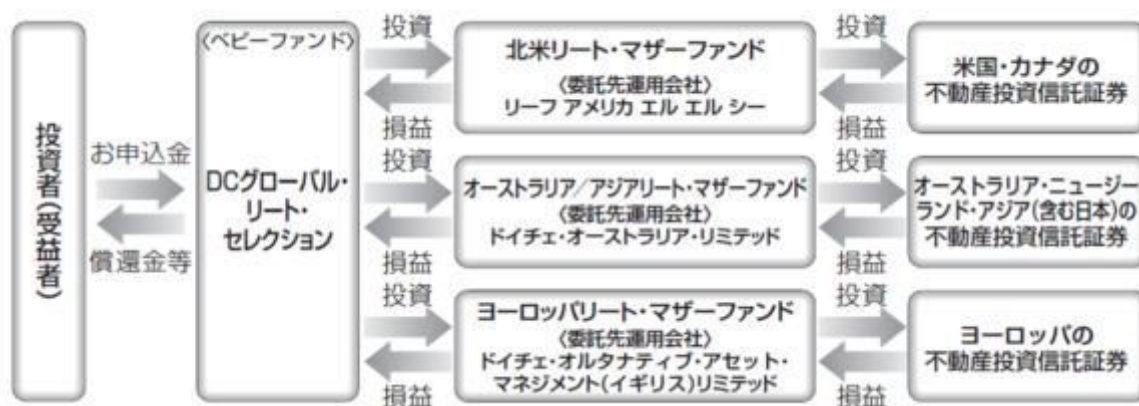 投資者(受益者)
お申込金
償還金等
〈ベビーファンド〉
DCグローバル・
リート・
セレクション
投資
損益
北米リート・マザーファンド
〈委託先運用会社〉
リーフ アメリカ エル エル シー
投資
損益
米国・カナダの
不動産投資信託証券
投資
損益
オーストラリア/アジアリート・マザーファンド
〈委託先運用会社〉
ドイチェ・オーストラリア・リミテッド
投資
損益
オーストラリア・ニュージー
ランド・アジア(含む日本)の
不動産投資信託証券
投資
損益
ヨーロッパリート・マザーファンド
〈委託先運用会社〉
ドイチェ・オルタナティブ・アセット・
マネジメント(イギリス)リミテッド
投資
損益
ヨーロッパの
不動産投資信託証券